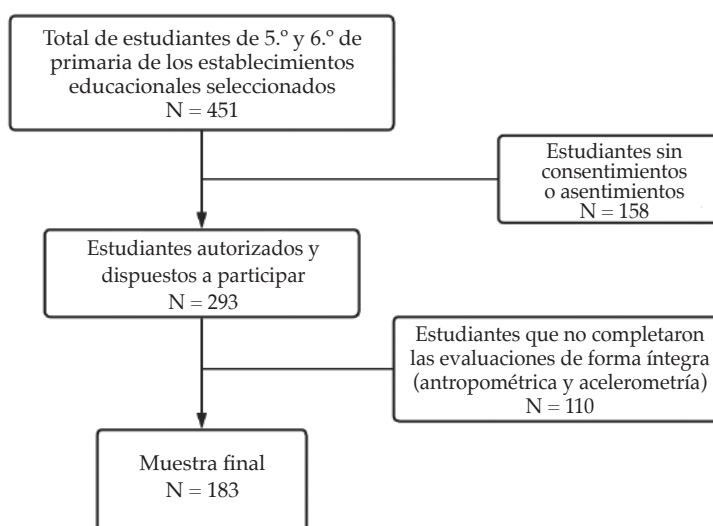 Total de estudiantes de 5.º y 6.º de
primaria de los establecimientos
educacionales seleccionados
N = 451
Estudiantes sin
consentimientos
o asentimientos
N = 158
Estudiantes autorizados y
dispuestos a participar
N = 293
Estudiantes que no completaron
las evaluaciones de forma íntegra
(antropométrica y acelerometría)
N = 110
Muestra final
N = 183